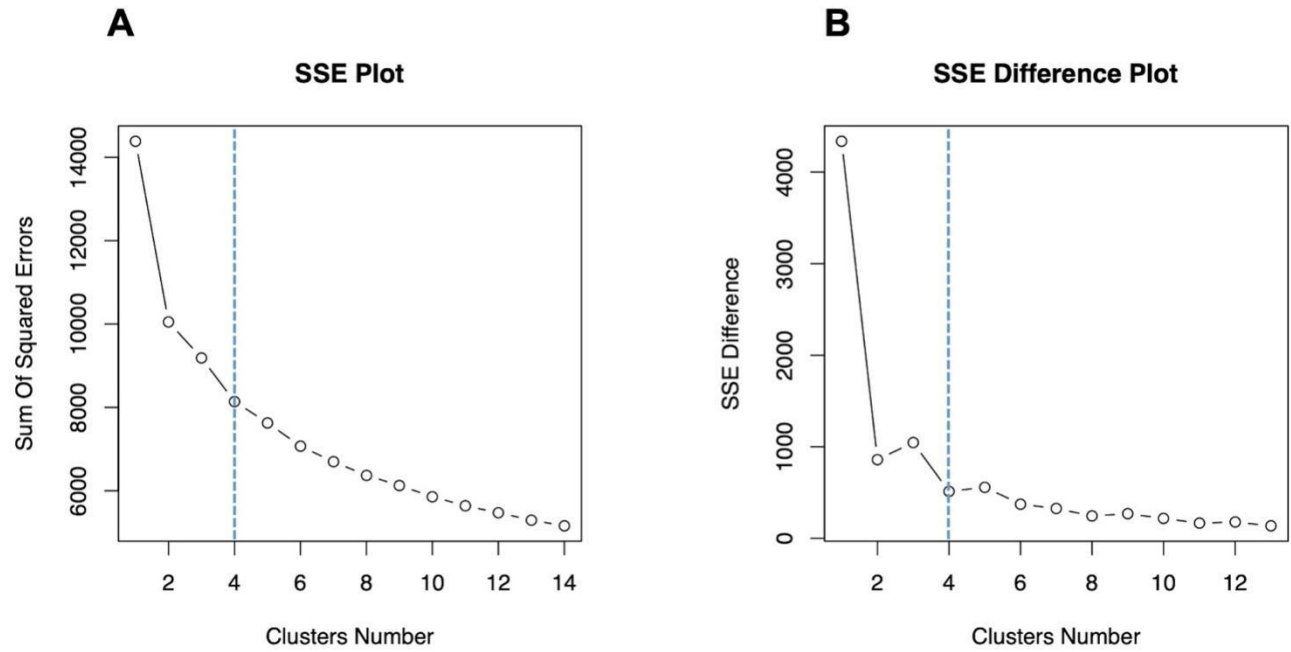 A
SSE Plot
Sum Of Squared Errors
14000
12000
10000
8000
6000
2 4 6 8 10 12 14
Clusters Number
B
SSE Difference Plot
SSE Difference
4000
3000
2000
1000
0
2 4 6 8 10 12
Clusters Number